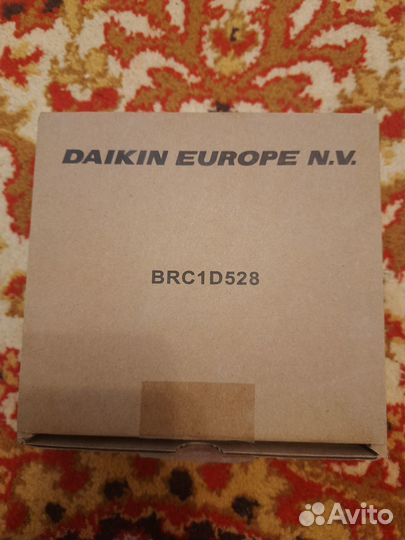 DAIKIN EUROPE N.V.
BRC1D528
Avito